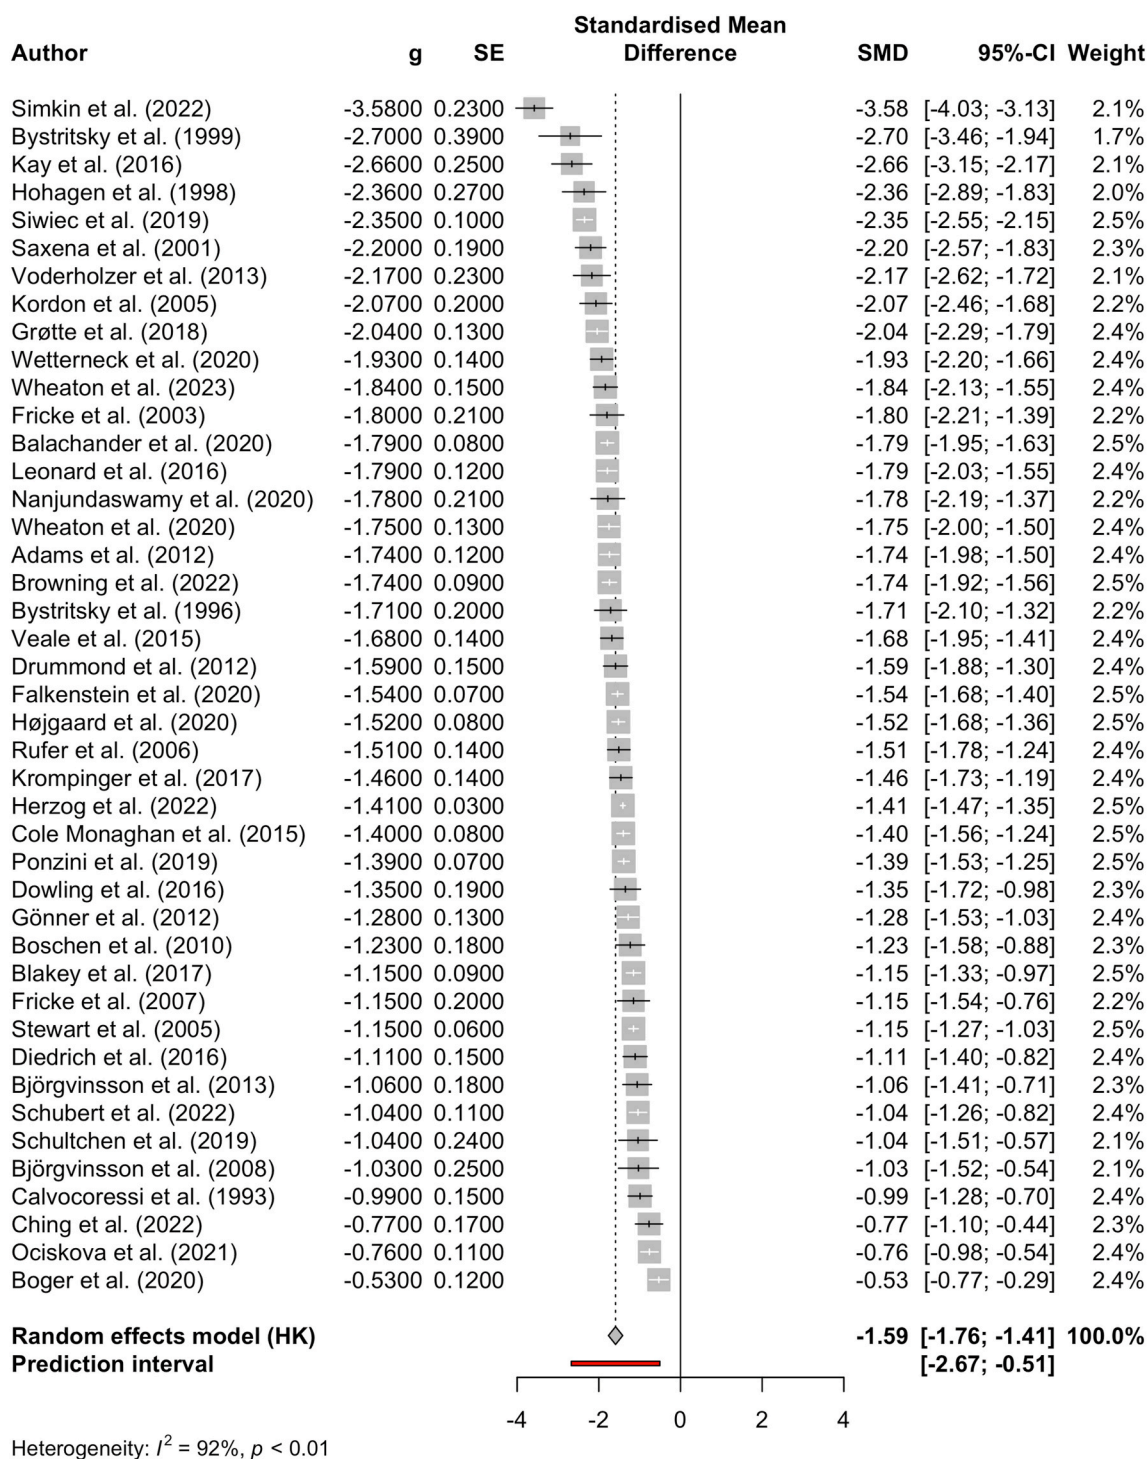 Standardised Mean
Author g SE Difference SMD 95%-CI Weight
Simkin et al. (2022) -3.5800 0.2300 -3.58 [-4.03; -3.13] 2.1%
Bystritsky et al. (1999) -2.7000 0.3900 -2.70 [-3.46; -1.94] 1.7%
Kay et al. (2016) -2.6600 0.2500 -2.66 [-3.15; -2.17] 2.1%
Hohagen et al. (1998) -2.3600 0.2700 -2.36 [-2.89; -1.83] 2.0%
Siwiec et al. (2019) -2.3500 0.1000 -2.35 [-2.55; -2.15] 2.5%
Saxena et al. (2001) -2.2000 0.1900 -2.20 [-2.57; -1.83] 2.3%
Voderholzer et al. (2013) -2.1700 0.2300 -2.17 [-2.62; -1.72] 2.1%
Kordon et al. (2005) -2.0700 0.2000 -2.07 [-2.46; -1.68] 2.2%
Grøtte et al. (2018) -2.0400 0.1300 -2.04 [-2.29; -1.79] 2.4%
Wetterneck et al. (2020) -1.9300 0.1400 -1.93 [-2.20; -1.66] 2.4%
Wheaton et al. (2023) -1.8400 0.1500 -1.84 [-2.13; -1.55] 2.4%
Fricke et al. (2003) -1.8000 0.2100 -1.80 [-2.21; -1.39] 2.2%
Balachander et al. (2020) -1.7900 0.0800 -1.79 [-1.95; -1.63] 2.5%
Leonard et al. (2016) -1.7900 0.1200 -1.79 [-2.03; -1.55] 2.4%
Nanjundaswamy et al. (2020) -1.7800 0.2100 -1.78 [-2.19; -1.37] 2.2%
Wheaton et al. (2020) -1.7500 0.1300 -1.75 [-2.00; -1.50] 2.4%
Adams et al. (2012) -1.7400 0.1200 -1.74 [-1.98; -1.50] 2.4%
Browning et al. (2022) -1.7400 0.0900 -1.74 [-1.92; -1.56] 2.5%
Bystritsky et al. (1996) -1.7100 0.2000 -1.71 [-2.10; -1.32] 2.2%
Veale et al. (2015) -1.6800 0.1400 -1.68 [-1.95; -1.41] 2.4%
Drummond et al. (2012) -1.5900 0.1500 -1.59 [-1.88; -1.30] 2.4%
Falkenstein et al. (2020) -1.5400 0.0700 -1.54 [-1.68; -1.40] 2.5%
Højgaard et al. (2020) -1.5200 0.0800 -1.52 [-1.68; -1.36] 2.5%
Rufer et al. (2006) -1.5100 0.1400 -1.51 [-1.78; -1.24] 2.4%
Krompinger et al. (2017) -1.4600 0.1400 -1.46 [-1.73; -1.19] 2.4%
Herzog et al. (2022) -1.4100 0.0300 -1.41 [-1.47; -1.35] 2.5%
Cole Monaghan et al. (2015) -1.4000 0.0800 -1.40 [-1.56; -1.24] 2.5%
Ponzini et al. (2019) -1.3900 0.0700 -1.39 [-1.53; -1.25] 2.5%
Dowling et al. (2016) -1.3500 0.1900 -1.35 [-1.72; -0.98] 2.3%
Gönner et al. (2012) -1.2800 0.1300 -1.28 [-1.53; -1.03] 2.4%
Boschen et al. (2010) -1.2300 0.1800 -1.23 [-1.58; -0.88] 2.3%
Blakey et al. (2017) -1.1500 0.0900 -1.15 [-1.33; -0.97] 2.5%
Fricke et al. (2007) -1.1500 0.2000 -1.15 [-1.54; -0.76] 2.2%
Stewart et al. (2005) -1.1500 0.0600 -1.15 [-1.27; -1.03] 2.5%
Diedrich et al. (2016) -1.1100 0.1500 -1.11 [-1.40; -0.82] 2.4%
Björgvinsson et al. (2013) -1.0600 0.1800 -1.06 [-1.41; -0.71] 2.3%
Schubert et al. (2022) -1.0400 0.1100 -1.04 [-1.26; -0.82] 2.4%
Schultchen et al. (2019) -1.0400 0.2400 -1.04 [-1.51; -0.57] 2.1%
Björgvinsson et al. (2008) -1.0300 0.2500 -1.03 [-1.52; -0.54] 2.1%
Calvocoressi et al. (1993) -0.9900 0.1500 -0.99 [-1.28; -0.70] 2.4%
Ching et al. (2022) -0.7700 0.1700 -0.77 [-1.10; -0.44] 2.3%
Ociskova et al. (2021) -0.7600 0.1100 -0.76 [-0.98; -0.54] 2.4%
Boger et al. (2020) -0.5300 0.1200 -0.53 [-0.77; -0.29] 2.4%
Random effects model (HK) -1.59 [-1.76; -1.41] 100.0%
Prediction interval [-2.67; -0.51]
-4 -2 0 2 4
Heterogeneity: I² = 92%, p < 0.01